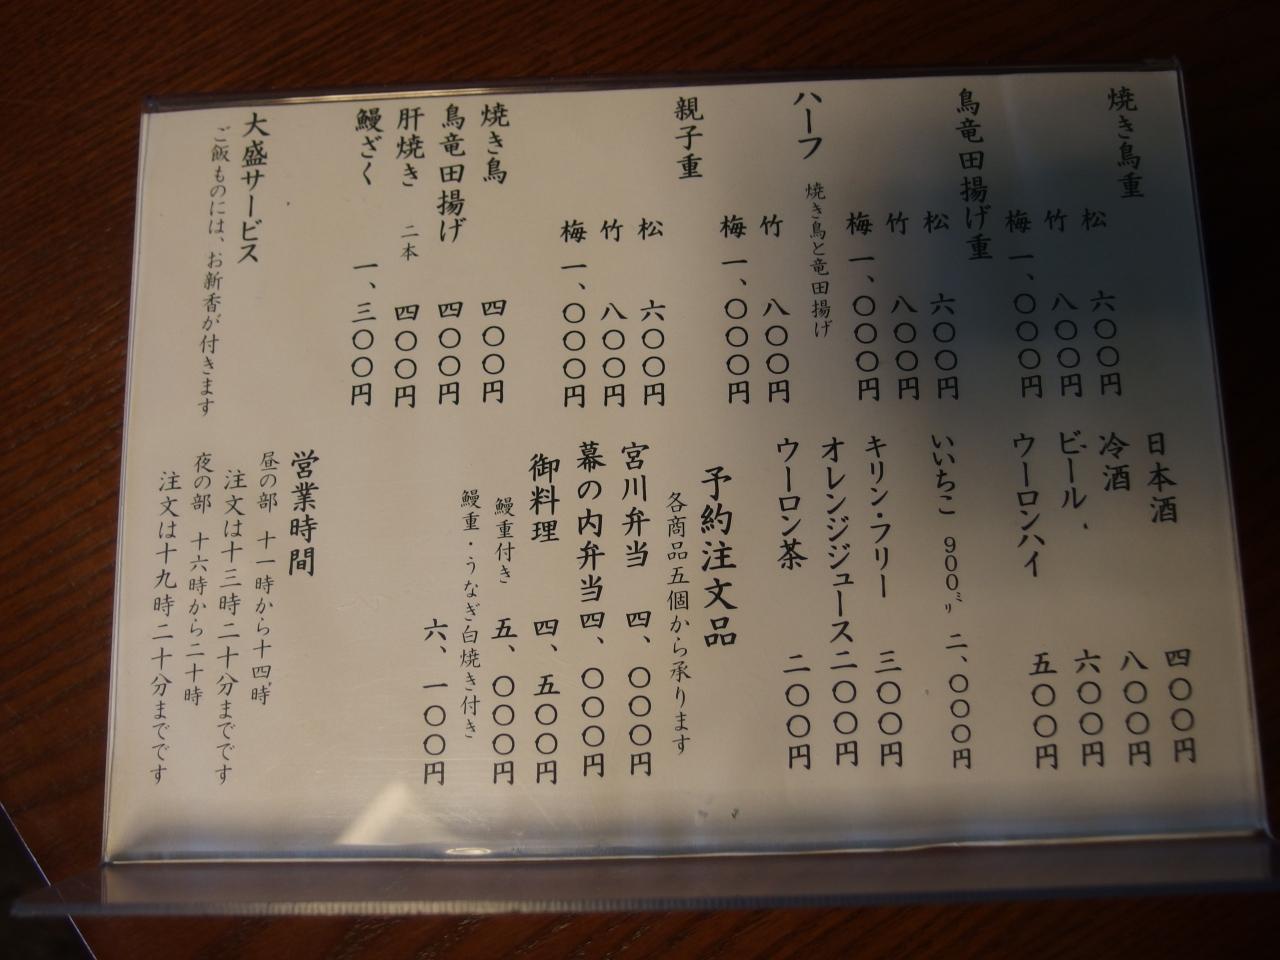 焼き鳥重
松 六〇〇円
竹 八〇〇円
梅 一、〇〇〇円
鳥竜田揚げ重
松 六〇〇円
竹 八〇〇円
梅 一、〇〇〇円
ハーフ 焼き鳥と竜田揚げ
竹 八〇〇円
梅 一、〇〇〇円
親子重
松 六〇〇円
竹 八〇〇円
梅 一、〇〇〇円
焼き鳥 四〇〇円
鳥竜田揚げ 四〇〇円
肝焼き 二本 四〇〇円
鰻ざく 一、三〇〇円
大盛サービス
ご飯ものには、お新香が付きます
日本酒 四〇〇円
冷酒 八〇〇円
ビール 六〇〇円
ウーロンハイ 五〇〇円
いいちこ 900㍉ 二、〇〇〇円
キリン・フリー 三〇〇円
オレンジジュース 二〇〇円
ウーロン茶 二〇〇円
予約注文品
各商品五個から承ります
宮川弁当 四、〇〇〇円
幕の内弁当 四、〇〇〇円
御料理 四、五〇〇円
鰻重付き 五、〇〇〇円
鰻重・うなぎ白焼き付き
六、一〇〇円
営業時間
昼の部 十一時から十四時
注文は十三時二十分までです
夜の部 十六時から二十時
注文は十九時二十分までです